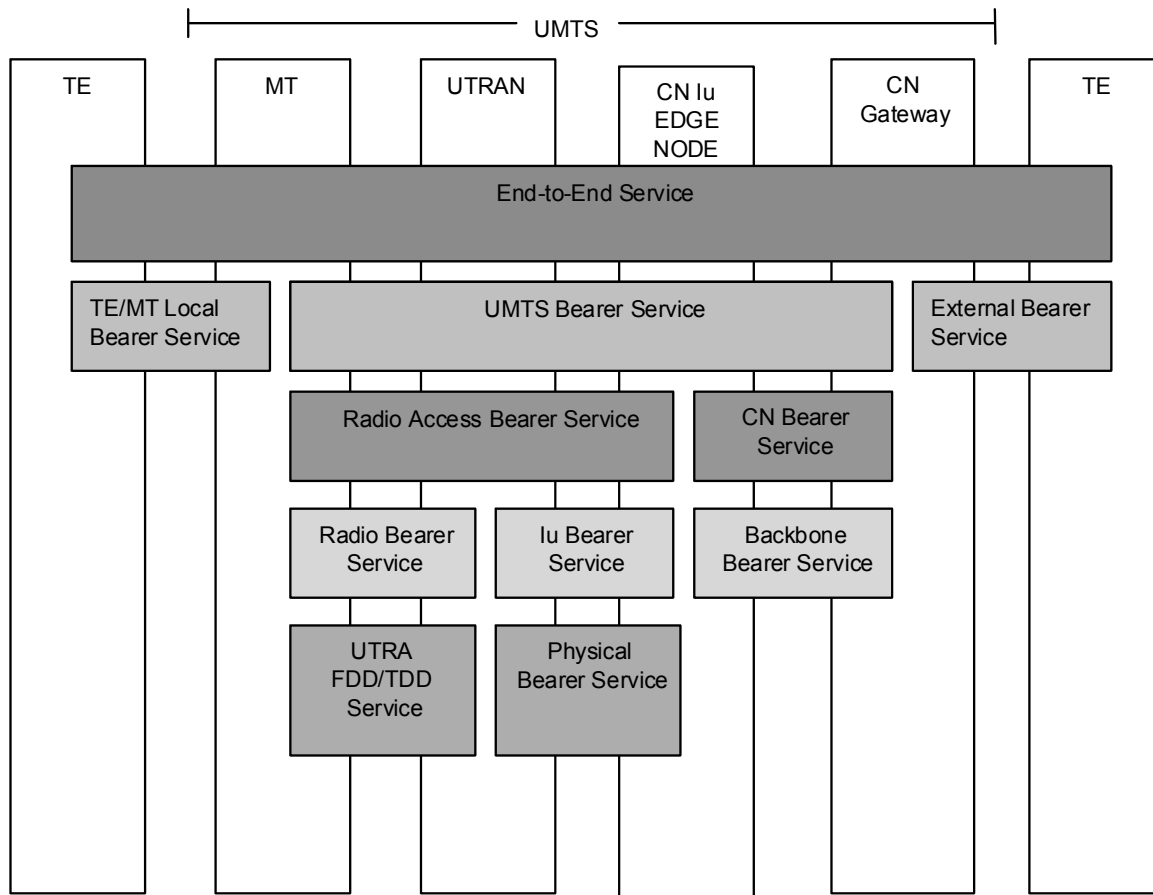 UMTS
TE
MT
UTRAN
CN Iu
EDGE
NODE
CN
Gateway
TE
End-to-End Service
TE/MT Local
Bearer Service
UMTS Bearer Service
External Bearer
Service
Radio Access Bearer Service
CN Bearer
Service
Radio Bearer
Service
Iu Bearer
Service
Backbone
Bearer Service
UTRA
FDD/TDD
Service
Physical
Bearer Service